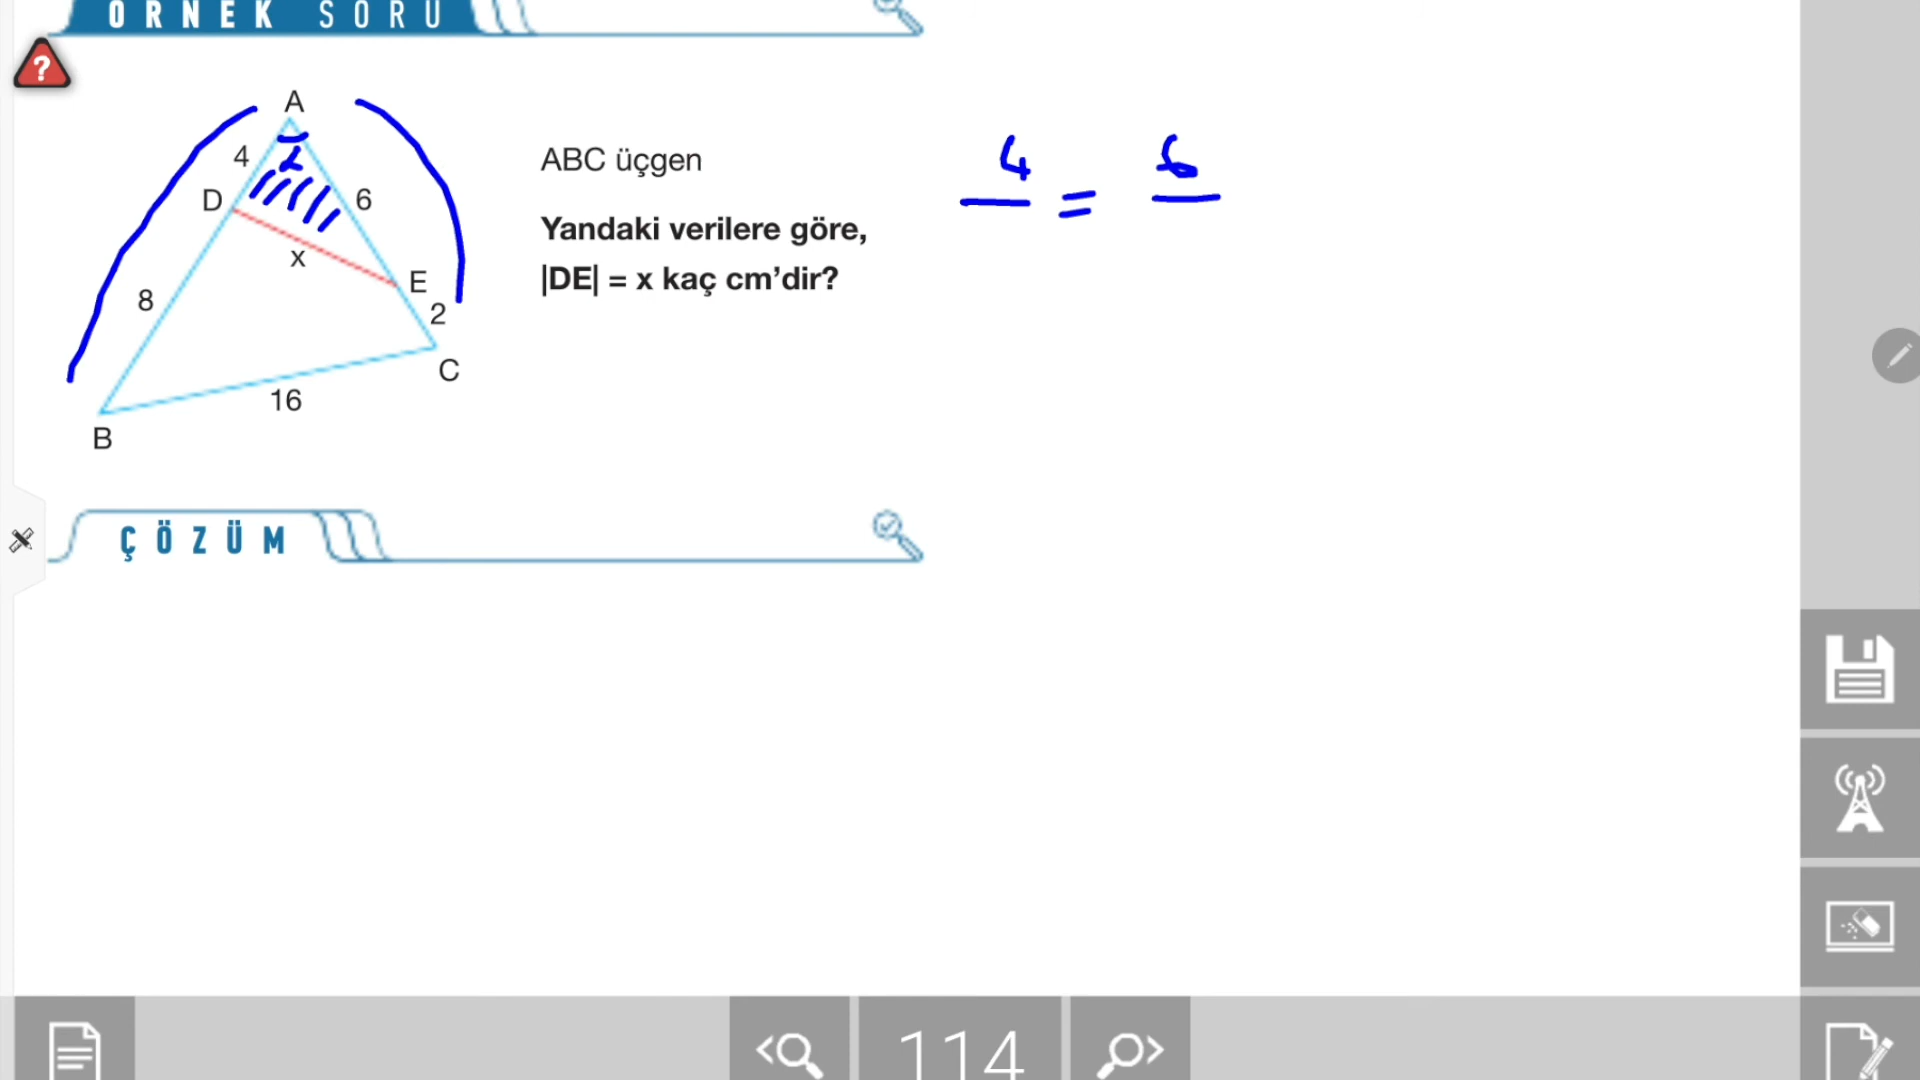 ÖRNEK SORU
?
A
4
D
6
x
E
8
2
C
16
B
ABC üçgen
Yandaki verilere göre,
|DE| = x kaç cm’dir?
4 = 6
ÇÖZÜM
114